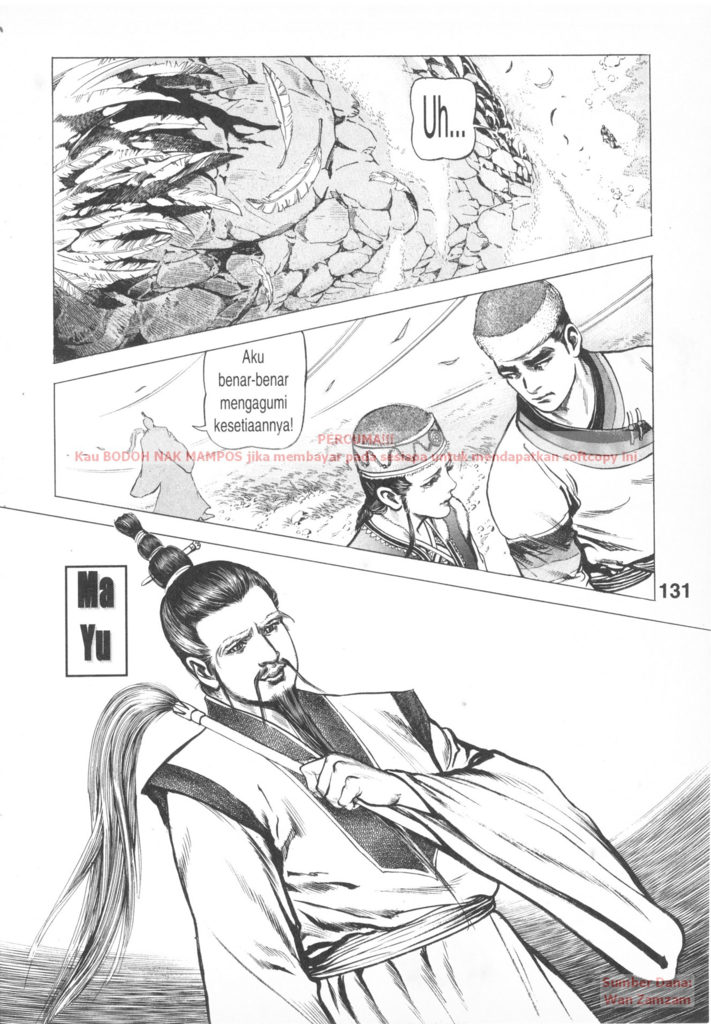 Uh...
Aku
benar-benar
mengagumi
kesetiaannya!
PERCUMA!!!
Kau BODOH NAK MAMPOS jika membayar pada sesiapa untuk mendapatkan softcopy ini
131
Ma
Yu
Sumber Dana:
Wan Zamzam